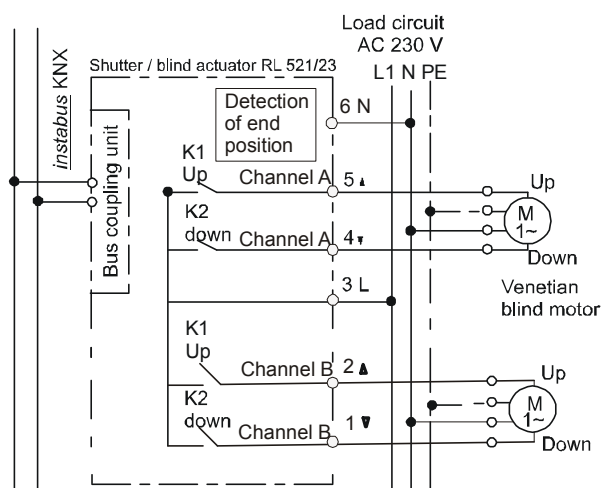 Load circuit
AC 230 V
Shutter / blind actuator RL 521/23
L1 N PE
instabus KNX
Bus coupling unit
Detection
of end
position
6 N
K1
Up
Channel A
5 ▲
Up
K2
down
Channel A
4 ▼
M
1~
Down
3 L
Venetian
blind motor
K1
Up
Channel B
2 ▲
Up
K2
down
Channel B
1 ▼
M
1~
Down